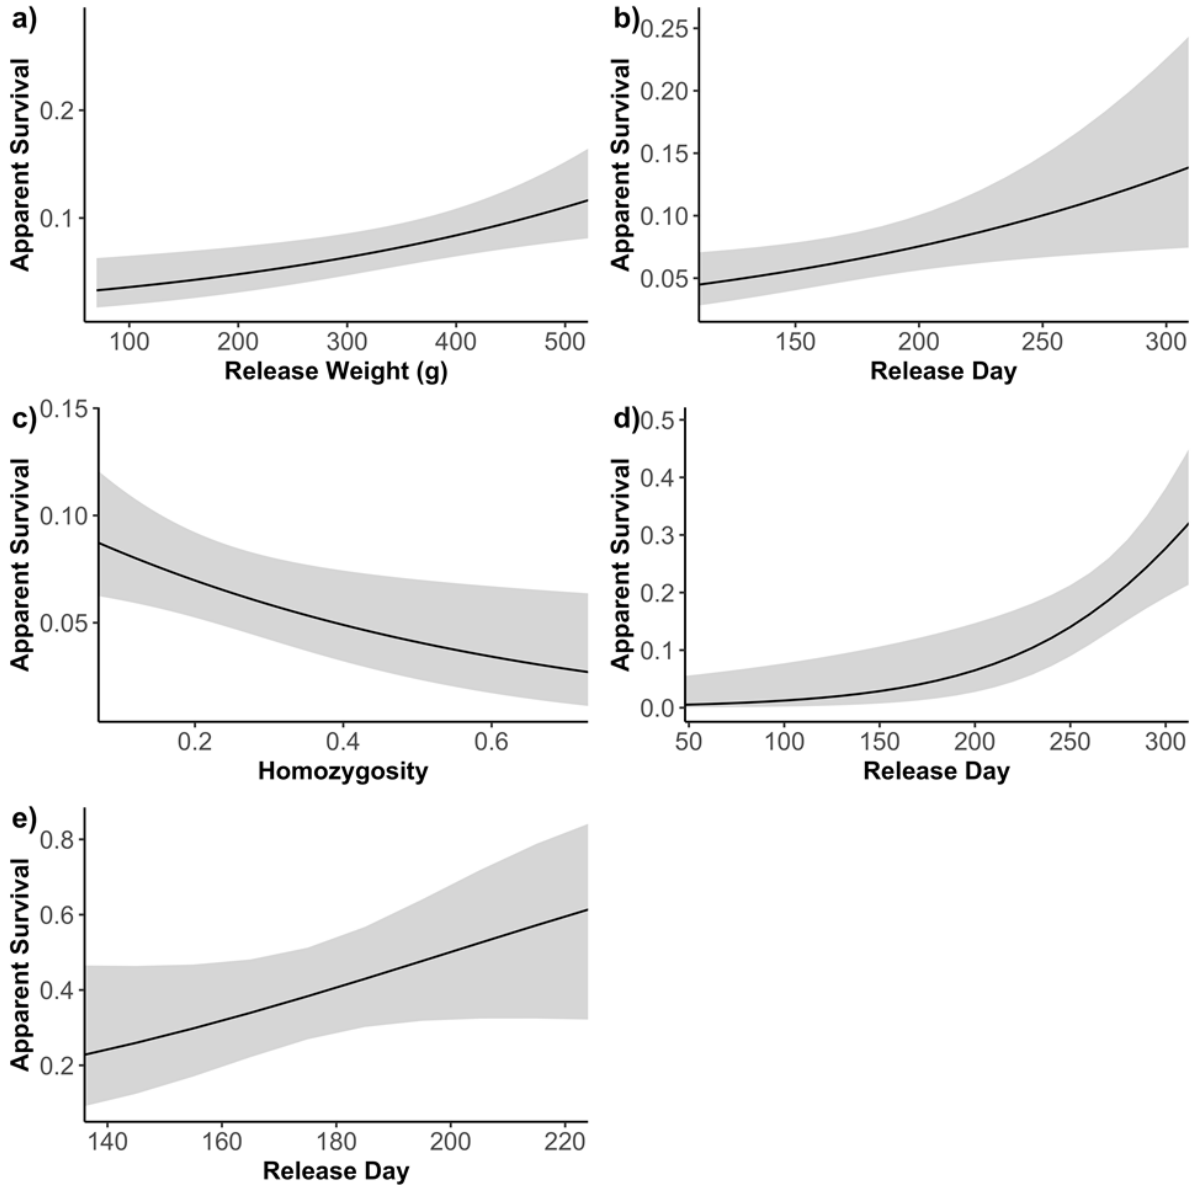 a)
Apparent Survival
0.2
0.1
100 200 300 400 500
Release Weight (g)
b)
Apparent Survival
0.25
0.20
0.15
0.10
0.05
150 200 250 300
Release Day
c)
Apparent Survival
0.15
0.10
0.05
0.2 0.4 0.6
Homozygosity
d)
Apparent Survival
0.5
0.4
0.3
0.2
0.1
0.0
50 100 150 200 250 300
Release Day
e)
Apparent Survival
0.8
0.6
0.4
0.2
140 160 180 200 220
Release Day